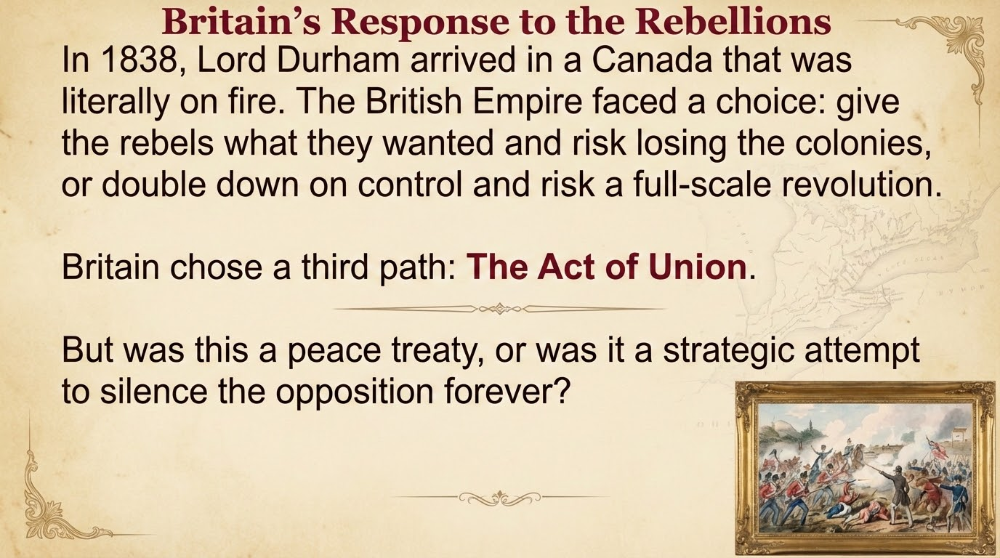 Britain’s Response to the Rebellions
In 1838, Lord Durham arrived in a Canada that was
literally on fire. The British Empire faced a choice: give
the rebels what they wanted and risk losing the colonies,
or double down on control and risk a full-scale revolution.
Britain chose a third path: The Act of Union.
But was this a peace treaty, or was it a strategic attempt
to silence the opposition forever?